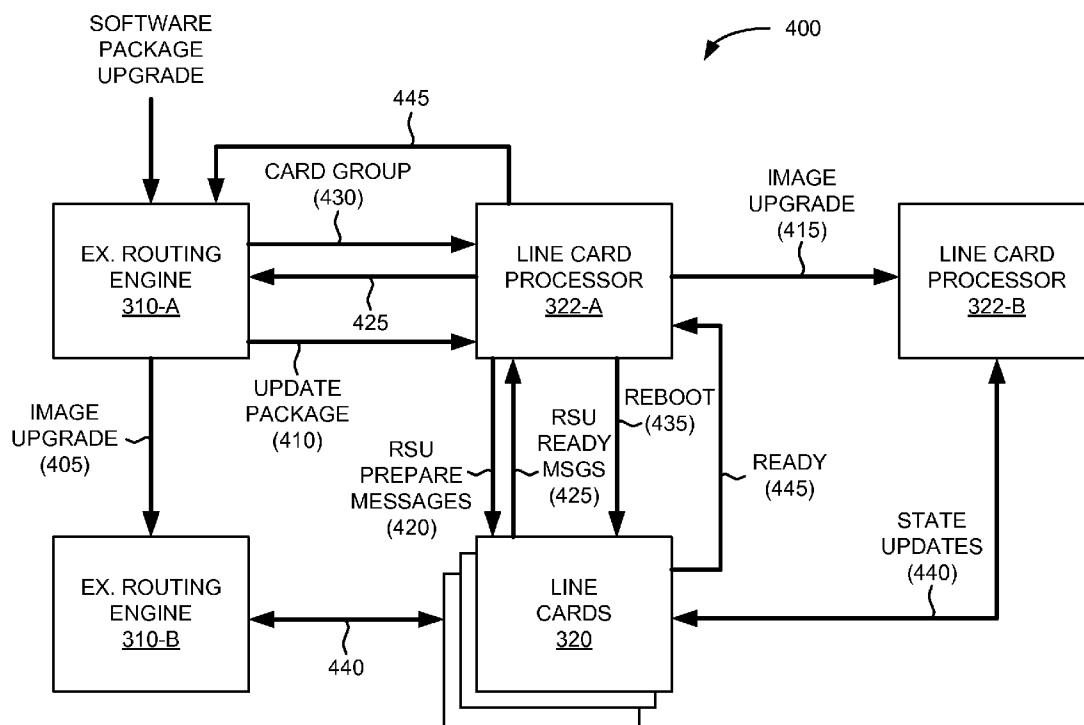 SOFTWARE
PACKAGE
UPGRADE
400
445
CARD GROUP
(430)
IMAGE
UPGRADE
(415)
EX. ROUTING
ENGINE
310-A
LINE CARD
PROCESSOR
322-A
LINE CARD
PROCESSOR
322-B
425
UPDATE
PACKAGE
(410)
IMAGE
UPGRADE
(405)
RSU
PREPARE
MESSAGES
(420)
RSU
READY
MSGS
(425)
REBOOT
(435)
READY
(445)
STATE
UPDATES
(440)
EX. ROUTING
ENGINE
310-B
440
LINE
CARDS
320